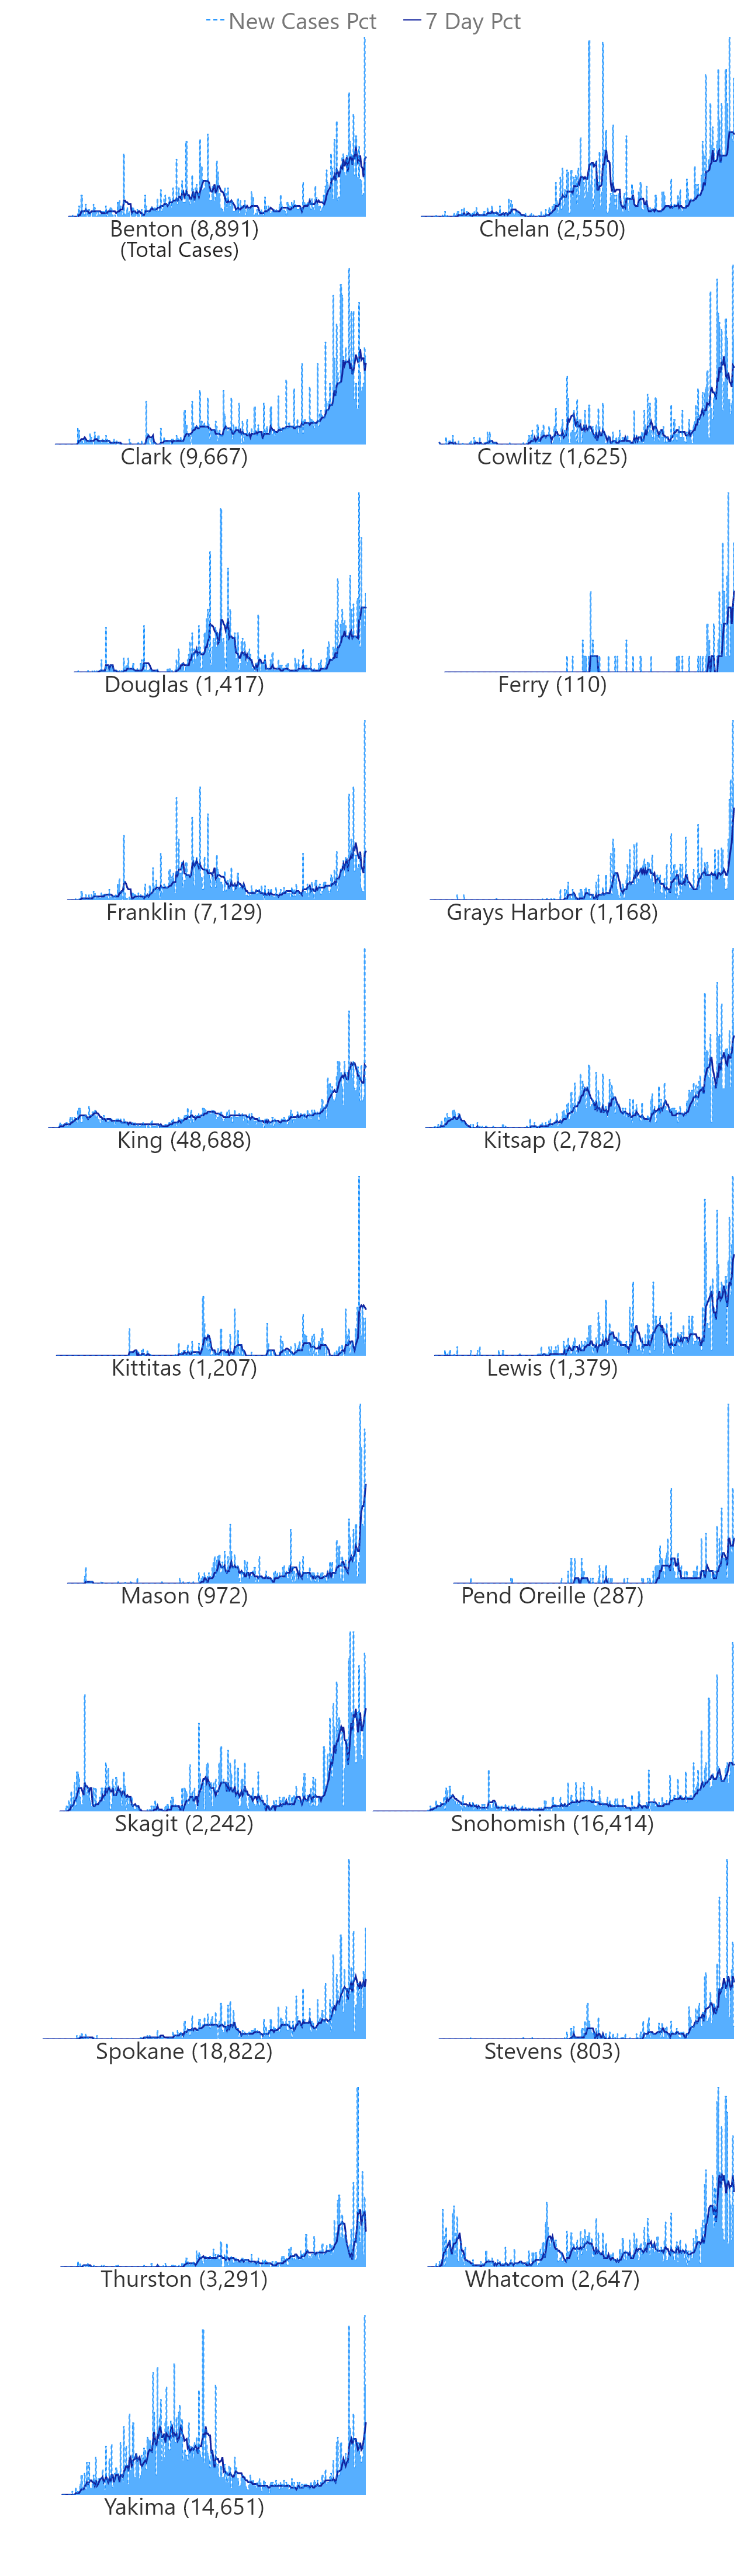 New Cases Pct 7 Day Pct
Benton (8,891) Chelan (2,550)
(Total Cases)
Clark (9,667) Cowlitz (1,625)
Douglas (1,417) Ferry (110)
Franklin (7,129) Grays Harbor (1,168)
King (48,688) Kitsap (2,782)
Kittitas (1,207) Lewis (1,379)
Mason (972) Pend Oreille (287)
Skagit (2,242) Snohomish (16,414)
Spokane (18,822) Stevens (803)
Thurston (3,291) Whatcom (2,647)
Yakima (14,651)